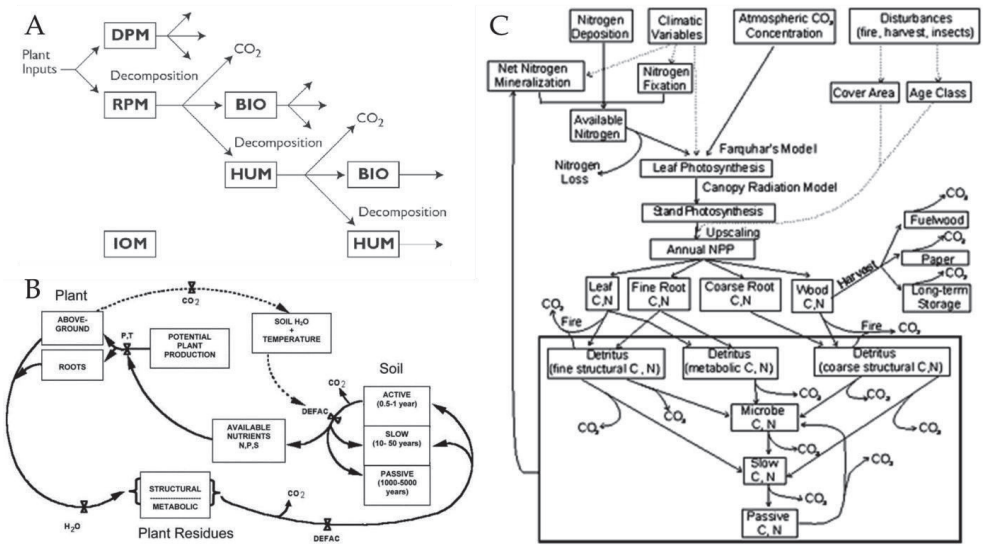 A
DPM
Plant
Inputs
CO2
Decomposition
RPM
BIO
CO2
Decomposition
HUM
BIO
Decomposition
IOM
HUM
B
Plant
CO2
ABOVE-
GROUND
ROOTS
P,T
POTENTIAL
PLANT
PRODUCTION
SOIL H2O
+
TEMPERATURE
Soil
CO2
DEFAC
ACTIVE
(0.5-1 year)
SLOW
(10- 50 years)
PASSIVE
(1000-5000
years)
AVAILABLE
NUTRIENTS
N,P,S
STRUCTURAL
METABOLIC
H2O
CO2
Plant Residues
DEFAC
C
Nitrogen
Deposition
Climatic
Variables
Atmospheric CO2
Concentration
Disturbances
(fire, harvest, insects)
Net Nitrogen
Mineralization
Nitrogen
Fixation
Cover Area
Age Class
Available
Nitrogen
Farquhar's Model
Nitrogen
Loss
Leaf Photosynthesis
Canopy Radiation Model
Stand Photosynthesis
Upscaling
Annual NPP
CO2
Fuelwood
CO2
Paper
CO2
Long-term
Storage
Harvest
Leaf
C,N
Fine Root
C,N
Coarse Root
C,N
Wood
C,N
CO2
Fire
Fire
CO2
Detritus
(fine structural C, N)
Detritus
(metabolic C, N)
Detritus
(coarse structural C,N)
CO2
CO2
CO2
CO2
CO2
Microbe
C, N
CO2
Slow
C, N
CO2
CO2
Passive
C, N